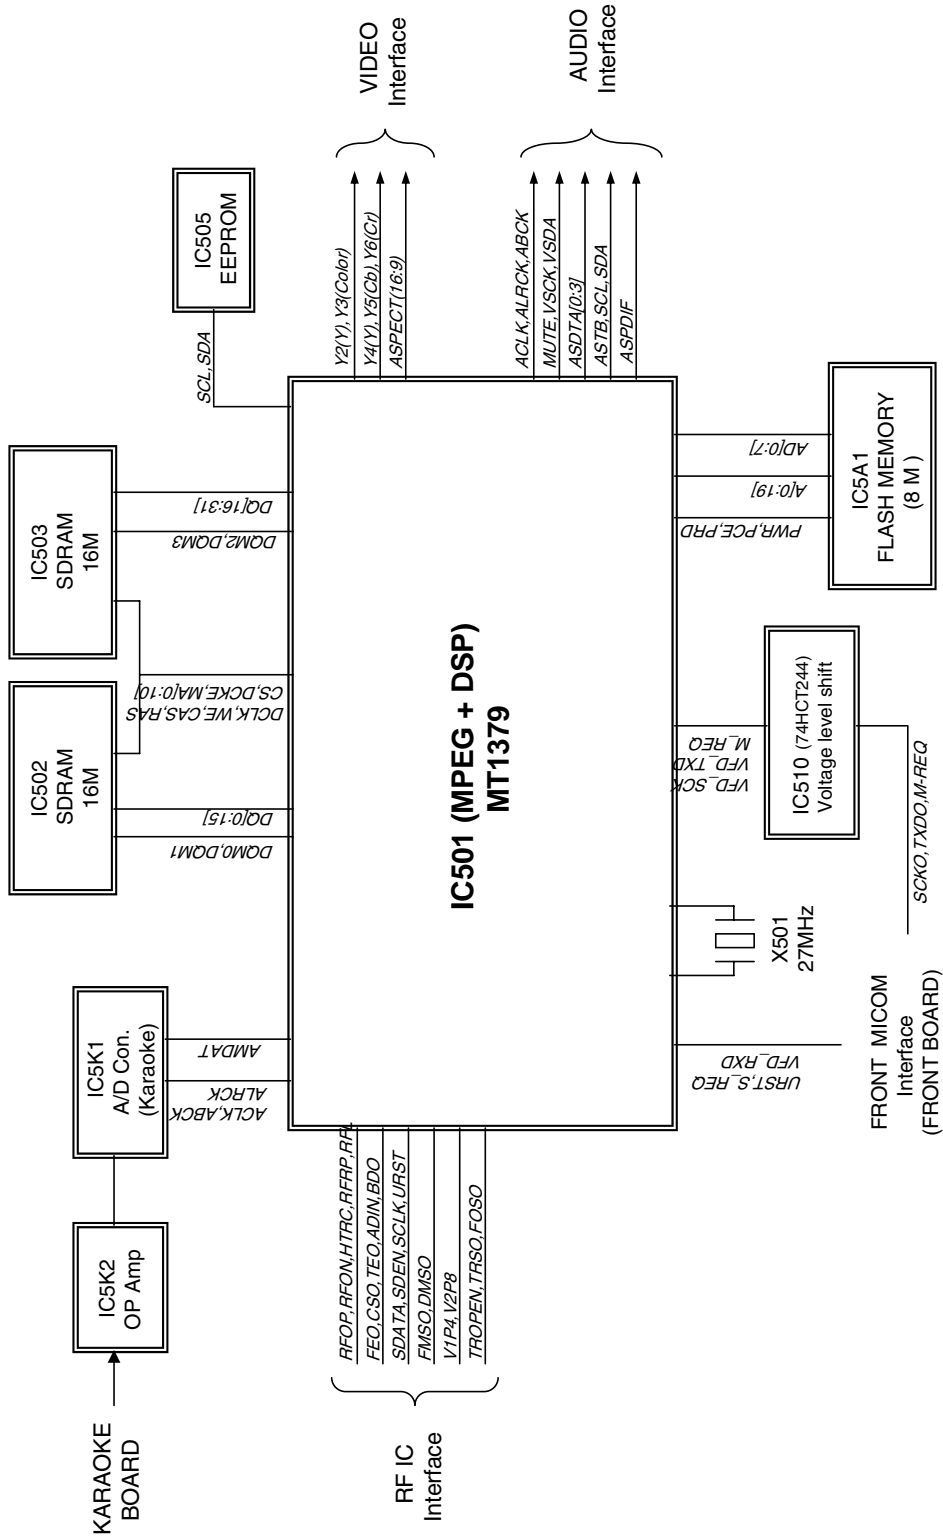 KARAOKE
BOARD
IC5K2
OP Amp
IC5K1
A/D Con.
(Karaoke)
ACLK,ABCK
ALRCK
AMDAT
IC502
SDRAM
16M
DQM0,DQM1
DQ[0:15]
DCLK,WE,CAS,RAS
CS,DCKE,MA[0:10]
IC503
SDRAM
16M
DQM2,DQM3
DQ[16:31]
IC505
EEPROM
SCL,SDA
RF IC
Interface
RFOP,RFON,HTRC,RFRP,RFL
FEO,CSO,TEO,ADIN,BDO
SDATA,SDEN,SCLK,URST
FMSO,DMSO
V1P4,V2P8
TROPEN,TRSO,FOSO
IC501 (MPEG + DSP)
MT1379
Y2(Y),Y3(Color)
Y4(Y),Y5(Cb),Y6(Cr)
ASPECT(16:9)
VIDEO
Interface
ACLK,ALRCK,ABCK
MUTE,VSCK,VSDA
ASDTA[0:3]
ASTB,SCL,SDA
ASPDIF
AUDIO
Interface
URST,S_REQ
VFD_RXD
X501
27MHz
VFD_SCK
VFD_TXD
M_REQ
IC510 (74HCT244)
Voltage level shift
SCKO,TXDO,M-REQ
FRONT MICOM
Interface
(FRONT BOARD)
PWR,PCE,PRD
A[0:19]
AD[0:7]
IC5A1
FLASH MEMORY
(8 M )